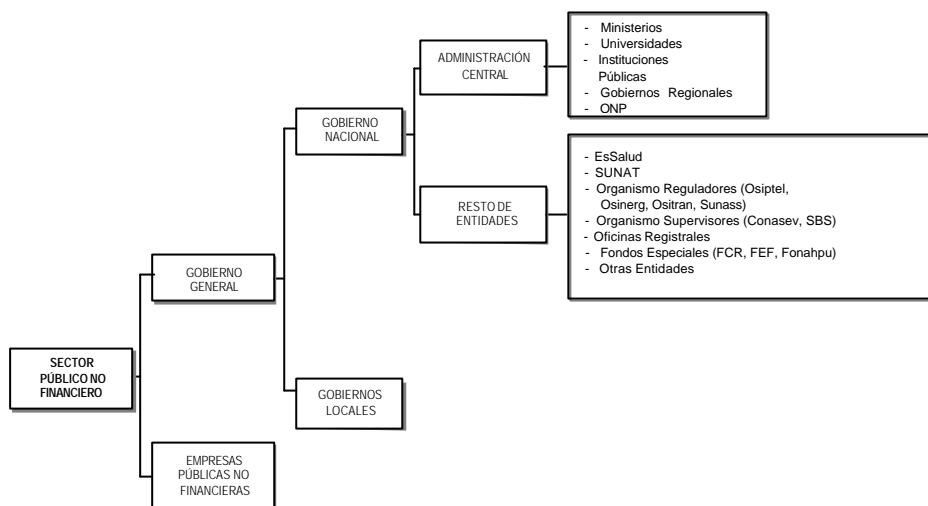 - Ministerios
- Universidades
- Instituciones
Públicas
- Gobiernos Regionales
- ONP
ADMINISTRACIÓN
CENTRAL
GOBIERNO
NACIONAL
- EsSalud
- SUNAT
- Organismo Reguladores (Osiptel,
Osinerg, Ositran, Sunass)
- Organismo Supervisores (Conasev, SBS)
- Oficinas Registrales
- Fondos Especiales (FCR, FEF, Fonahpu)
- Otras Entidades
RESTO DE
ENTIDADES
GOBIERNO
GENERAL
SECTOR
PÚBLICO NO
FINANCIERO
GOBIERNOS
LOCALES
EMPRESAS
PÚBLICAS NO
FINANCIERAS